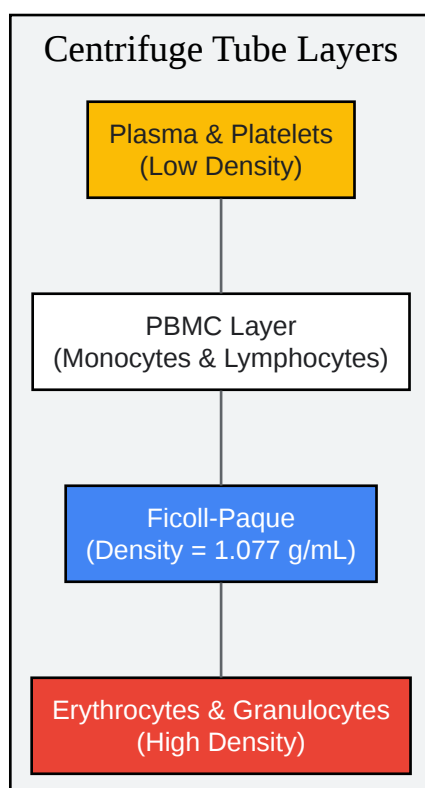 Centrifuge Tube Layers
Plasma & Platelets
(Low Density)
PBMC Layer
(Monocytes & Lymphocytes)
Ficoll-Paque
(Density = 1.077 g/mL)
Erythrocytes & Granulocytes
(High Density)